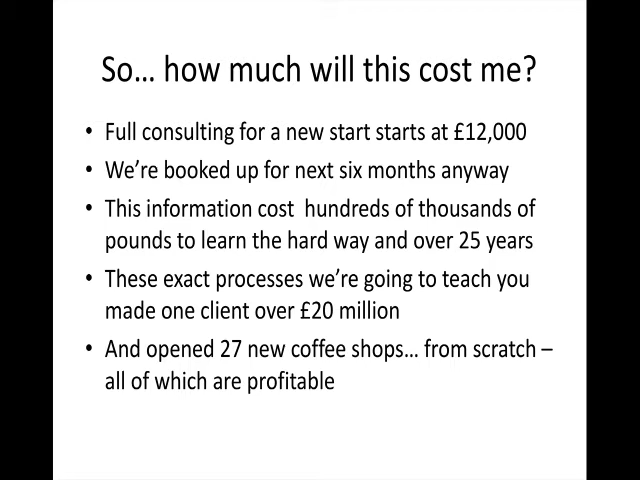 So… how much will this cost me?
• Full consulting for a new start starts at £12,000
• We're booked up for next six months anyway
• This information cost  hundreds of thousands of
pounds to learn the hard way and over 25 years
• These exact processes we're going to teach you
made one client over £20 million
• And opened 27 new coffee shops… from scratch –
all of which are profitable